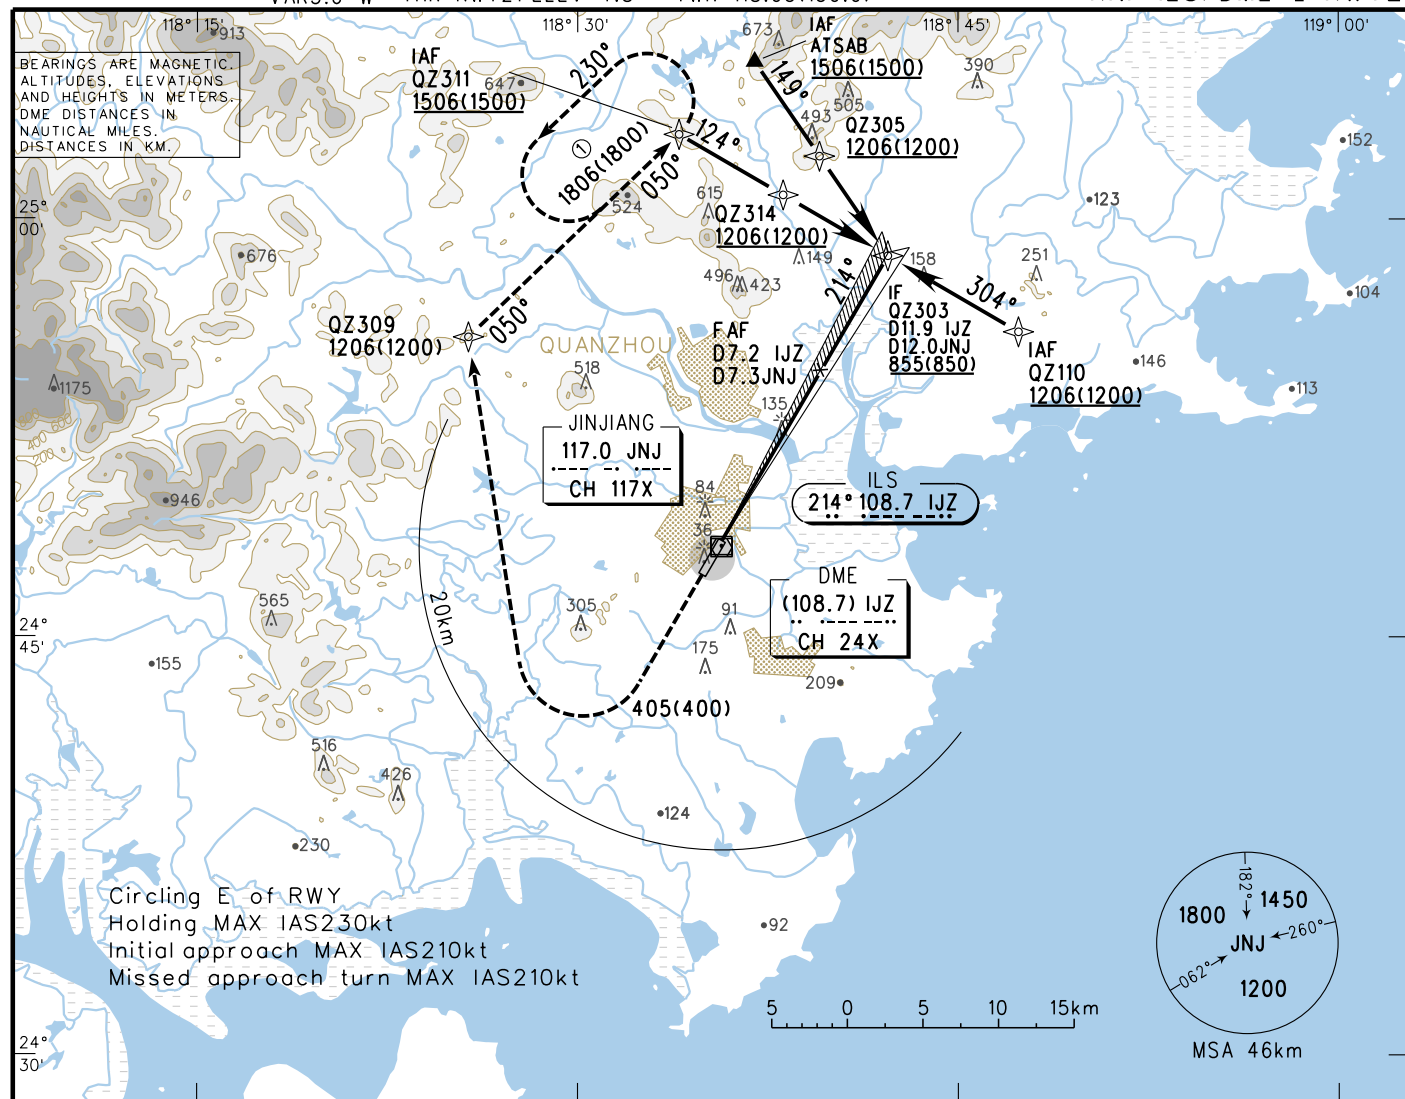 118° 15'
118° 30'
118° 45'
119° 00'
BEARINGS ARE MAGNETIC.
ALTITUDES, ELEVATIONS
AND HEIGHTS IN METERS.
DME DISTANCES IN
NAUTICAL MILES.
DISTANCES IN KM.
913
IAF
QZ311
1506(1500)
647
230°
673
IAF
ATSAB
1506(1500)
149°
505
390
493
QZ305
1206(1200)
152
①
1806(1800)
050°
124°
524
615
QZ314
1206(1200)
149
123
25°
00'
676
496
423
214°
158
251
304°
104
IF
QZ303
D11.9 IJZ
D12.0JNJ
855(850)
QZ309
1206(1200)
050°
QUANZHOU
FAF
D7.2 IJZ
D7.3JNJ
IAF
QZ110
1206(1200)
146
113
1175
518
135
400
600
200
JINJIANG
117.0 JNJ
CH 117X
946
84
36
ILS
214° 108.7 IJZ
DME
(108.7) IJZ
CH 24X
565
20km
305
91
175
24°
45'
155
209
405(400)
516
426
124
230
92
Circling E of RWY
Holding MAX IAS230kt
Initial approach MAX IAS210kt
Missed approach turn MAX IAS210kt
182°
1800
1450
JNJ
260°
062°
1200
MSA 46km
5 0 5 10 15km
24°
30'